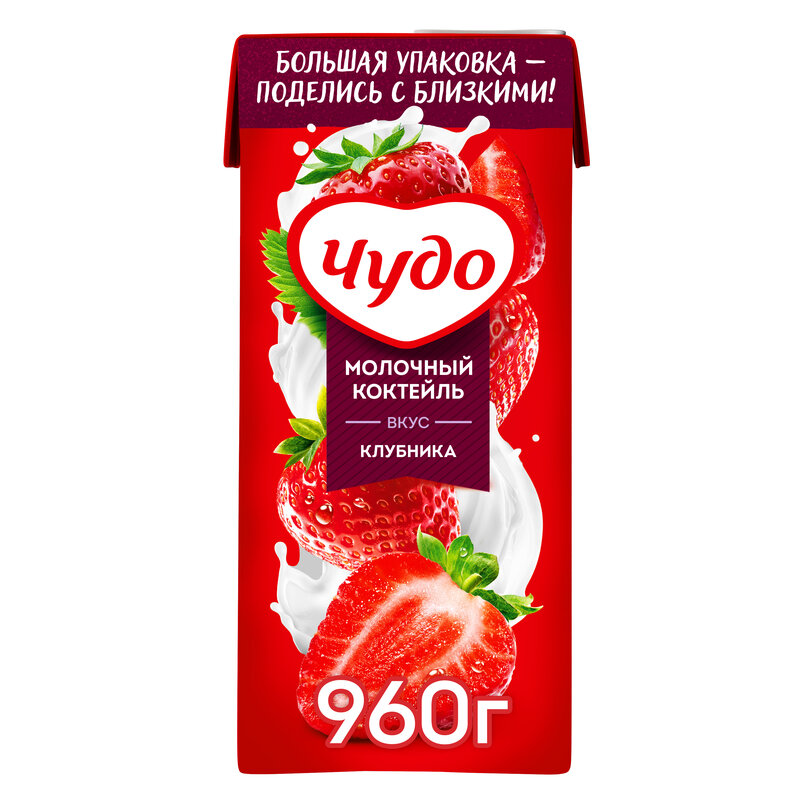 БОЛЬШАЯ УПАКОВКА –
ПОДЕЛИСЬ С БЛИЗКИМИ!
Чудо
МОЛОЧНЫЙ
КОКТЕЙЛЬ
ВКУС
КЛУБНИКА
960г